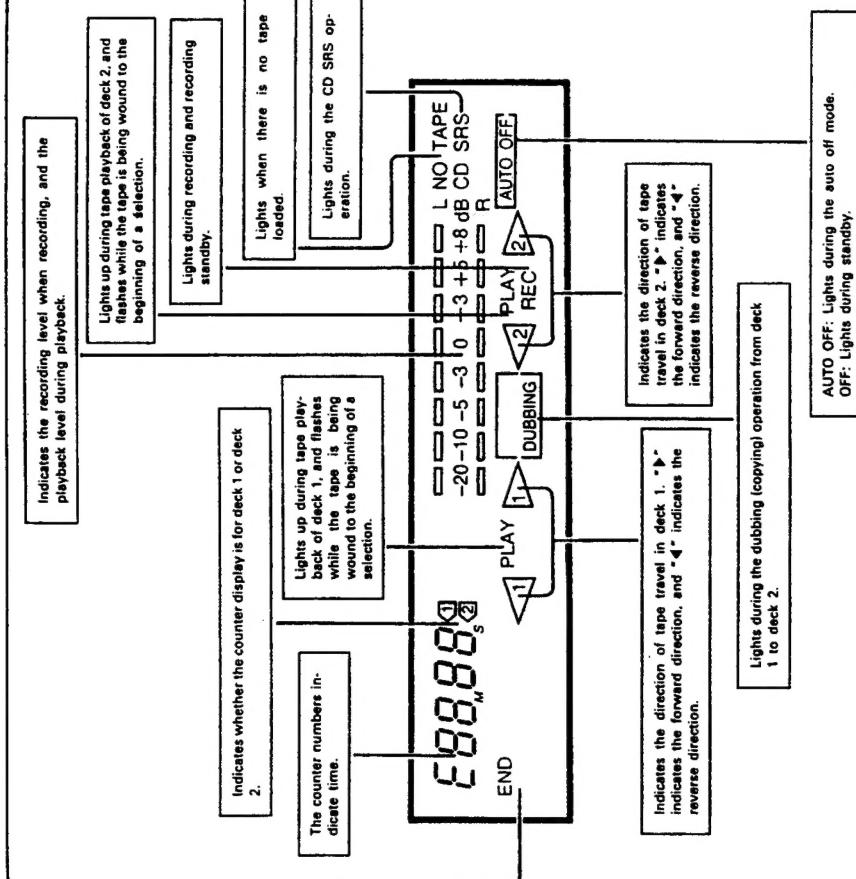 Indicates the recording level when recording, and the
playback level during playback.
Lights up during tape playback of deck 2, and
flashes while the tape is being wound to the
beginning of a selection.
Lights during recording and recording
standby.
Lights when there is no tape
loaded.
Lights during the CD SRS op-
eration.
Indicates whether the counter display is for deck 1 or deck
2.
Lights up during tape play-
back of deck 1, and flashes
while the tape is being
wound to the beginning of a
selection.
The counter numbers in-
dicate time.
E88.88
M S
1
2
END
PLAY
1 1
DUBBING
-20 -10 -5 -3 0 +3 +5 +8 dB
L
R
NO TAPE
CD SRS
PLAY
REC
2 2
AUTO OFF
Indicates the direction of tape travel in deck 1. "▶"
indicates the forward direction, and "◀" indicates the
reverse direction.
Lights during the dubbing (copying) operation from deck
1 to deck 2.
Indicates the direction of tape
travel in deck 2. "▶" indicates
the forward direction, and "◀"
indicates the reverse direction.
AUTO OFF: Lights during the auto off mode.
OFF: Lights during standby.